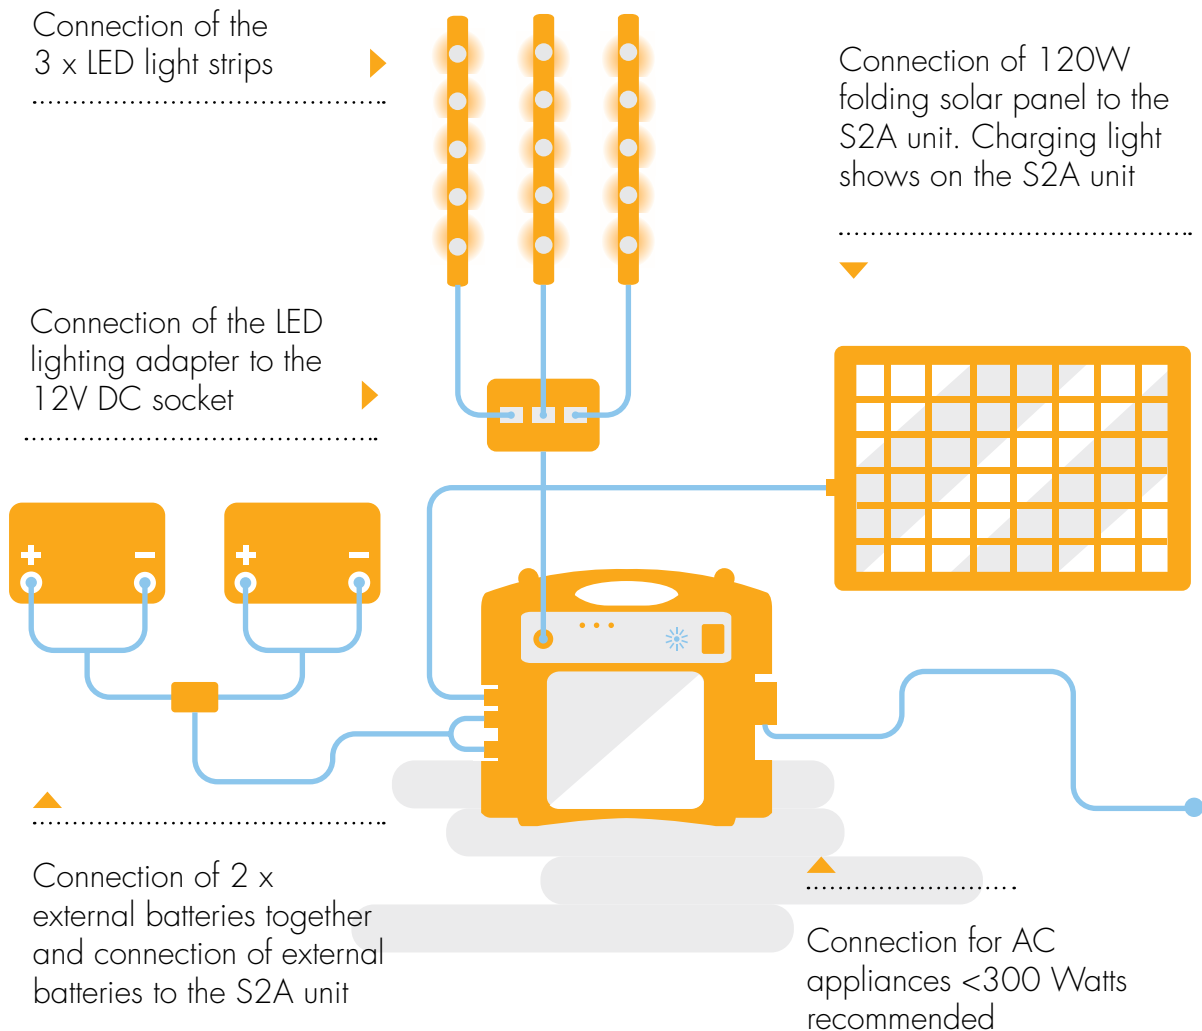 Connection of the
3 x LED light strips
Connection of 120W
folding solar panel to the
S2A unit. Charging light
shows on the S2A unit
Connection of the LED
lighting adapter to the
12V DC socket
+ −
+ −
Connection of 2 x
external batteries together
and connection of external
batteries to the S2A unit
Connection for AC
appliances <300 Watts
recommended